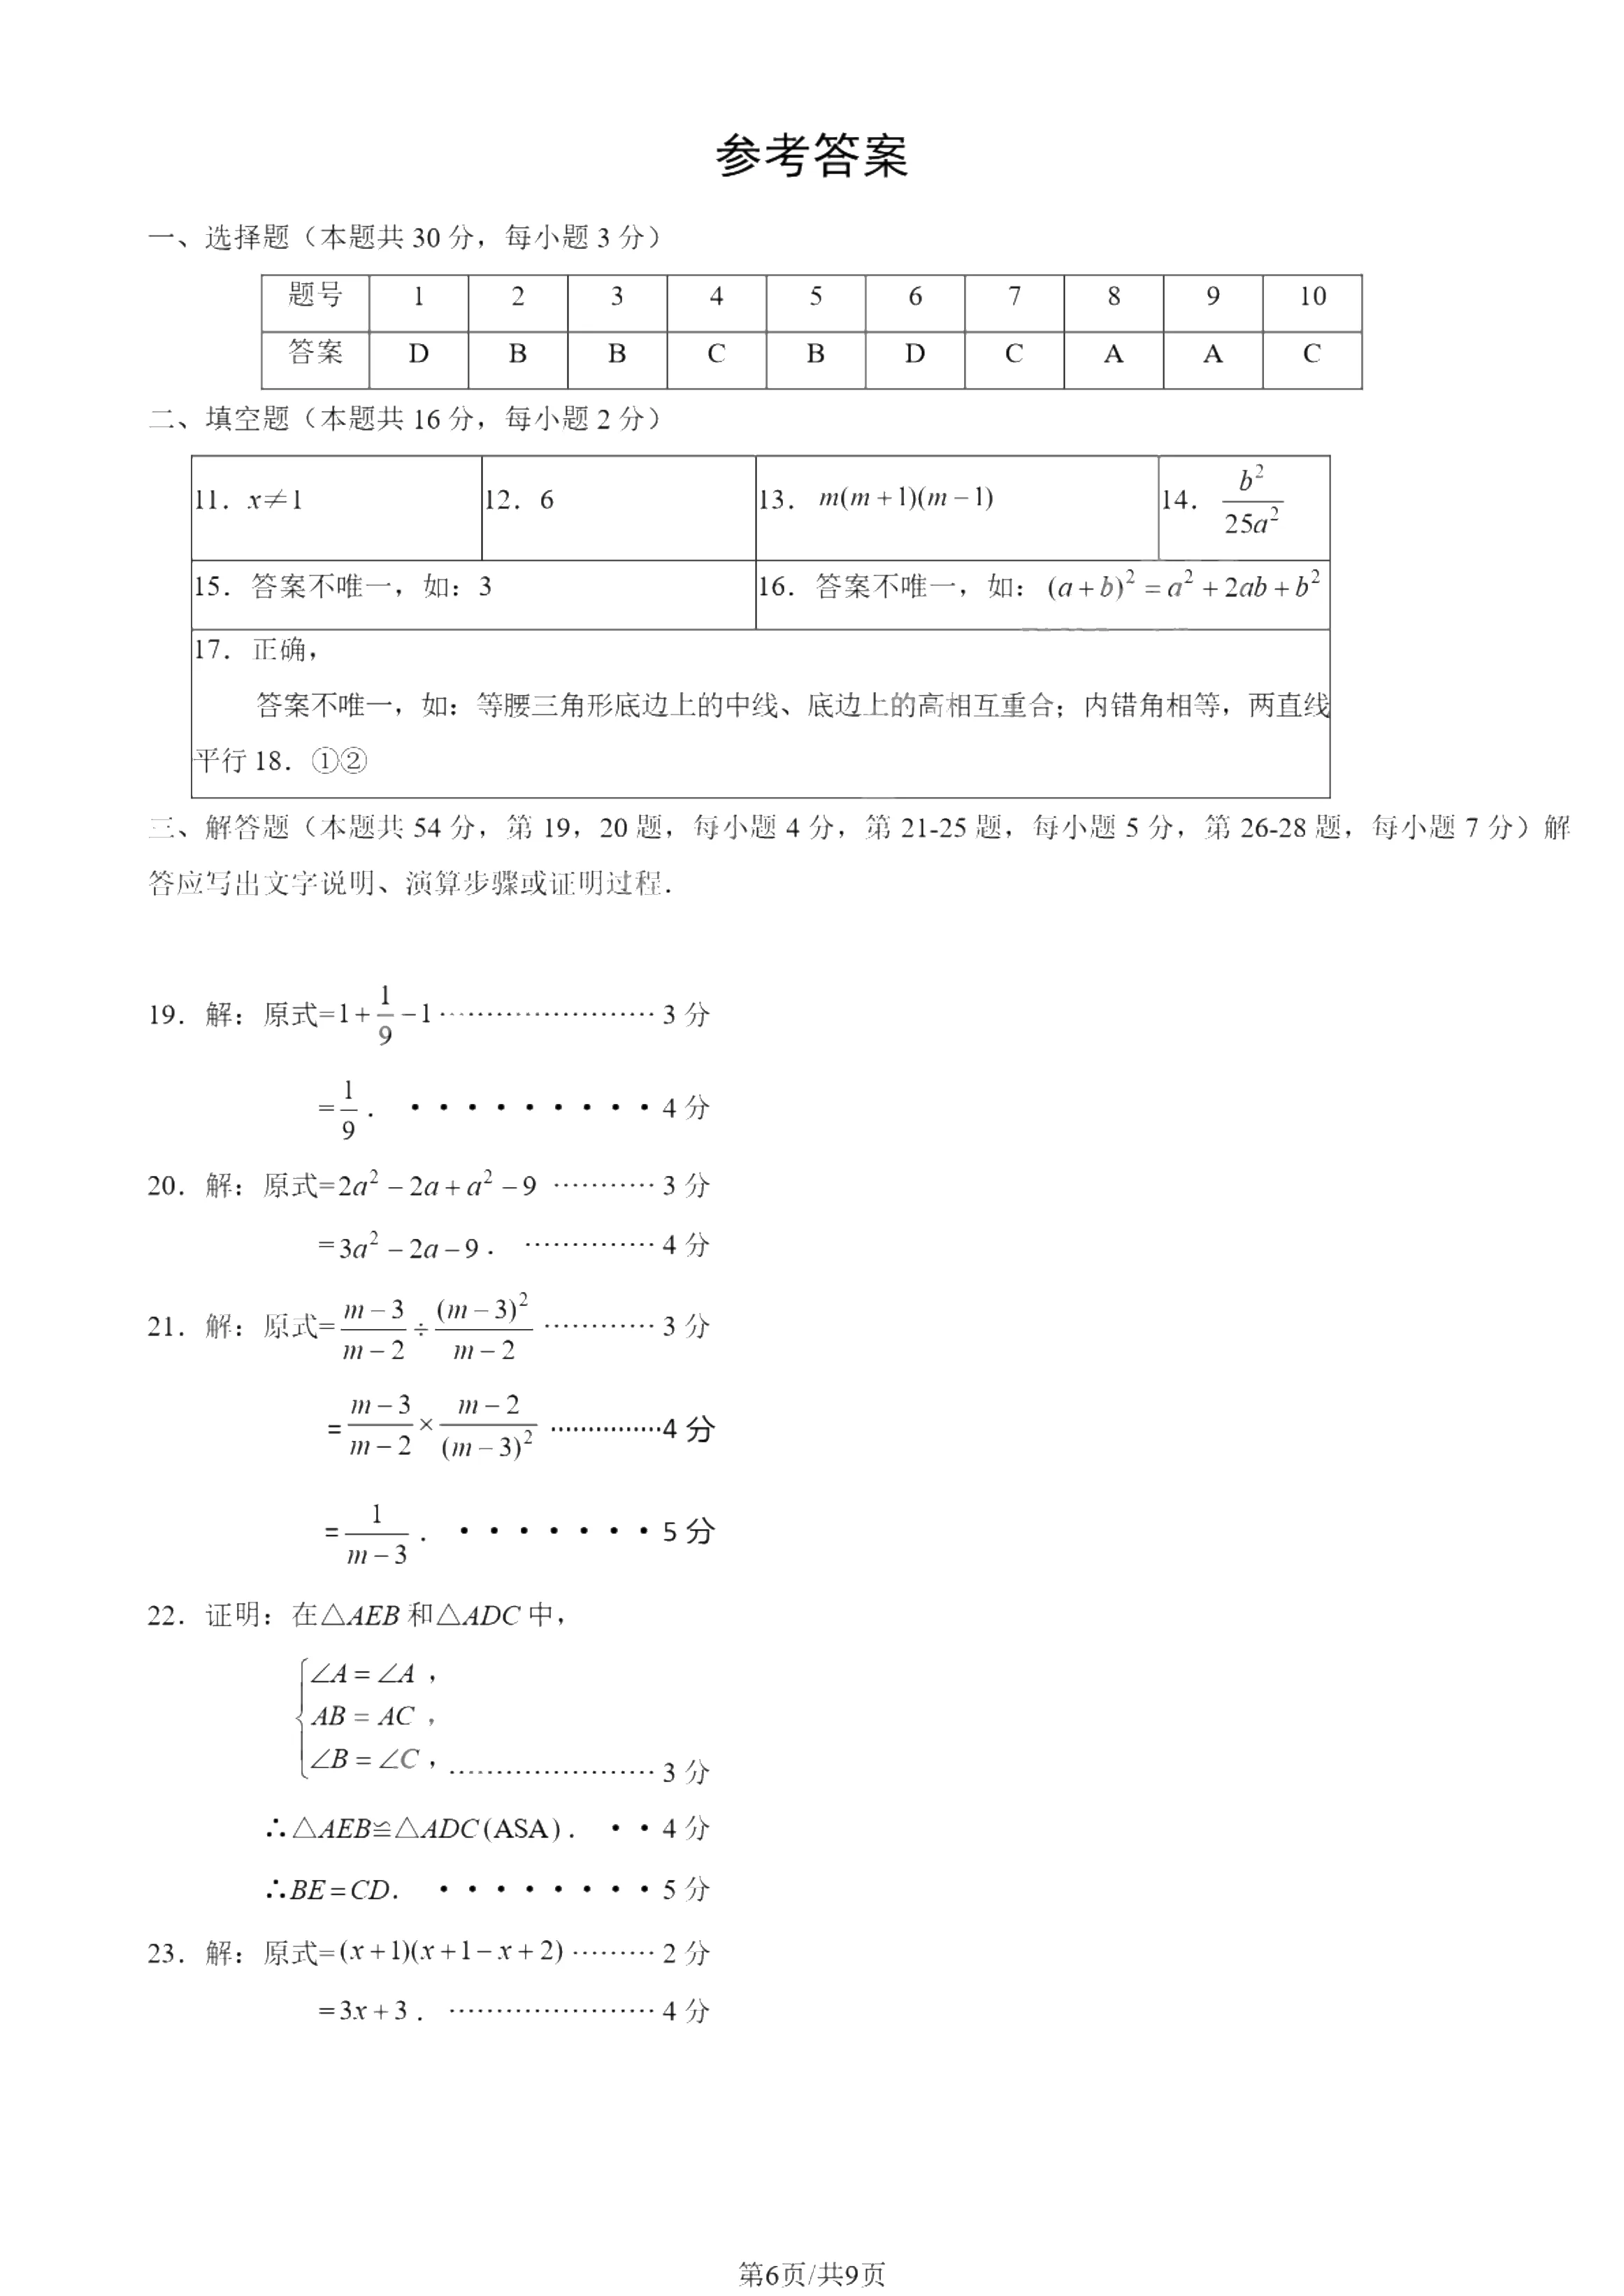 参考答案
一、选择题（本题共 30 分，每小题 3 分）
题号 1 2 3 4 5 6 7 8 9 10
答案 D B B C B D C A A C
二、填空题（本题共 16 分，每小题 2 分）
11．x≠1 12．6 13．m(m+1)(m−1) 14．b²/25a²
15．答案不唯一，如：3 16．答案不唯一，如：(a+b)²=a²+2ab+b²
17．正确，
答案不唯一，如：等腰三角形底边上的中线、底边上的高相互重合；内错角相等，两直线
平行 18．①②
三、解答题（本题共 54 分，第 19，20 题，每小题 4 分，第 21-25 题，每小题 5 分，第 26-28 题，每小题 7 分）解
答应写出文字说明、演算步骤或证明过程．
19．解：原式=1+1/9−1 ······················ 3 分
=1/9． ········· 4 分
20．解：原式=2a²−2a+a²−9 ··········· 3 分
=3a²−2a−9． ·············· 4 分
21．解：原式=(m−3)/(m−2)÷(m−3)²/(m−2) ············ 3 分
=(m−3)/(m−2)×(m−2)/(m−3)² ···············4 分
=1/(m−3)． ······· 5 分
22．证明：在△AEB 和△ADC 中，
∠A=∠A，
AB=AC，
∠B=∠C，······················ 3 分
∴△AEB≌△ADC(ASA)． ·· 4 分
∴BE=CD． ········ 5 分
23．解：原式=(x+1)(x+1−x+2) ········· 2 分
=3x+3． ······················ 4 分
第6页/共9页